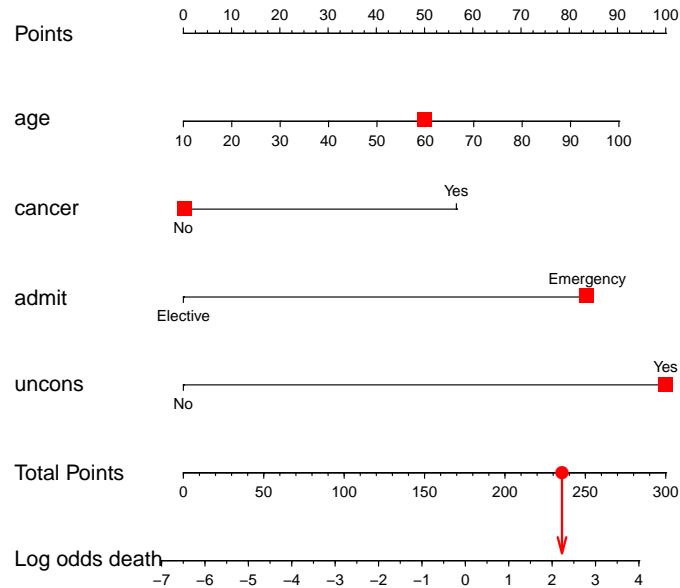 Points
0 10 20 30 40 50 60 70 80 90 100
age
10 20 30 40 50 60 70 80 90 100
cancer
Yes
No
admit
Emergency
Elective
uncons
Yes
No
Total Points
0 50 100 150 200 250 300
Log odds death
−7 −6 −5 −4 −3 −2 −1 0 1 2 3 4